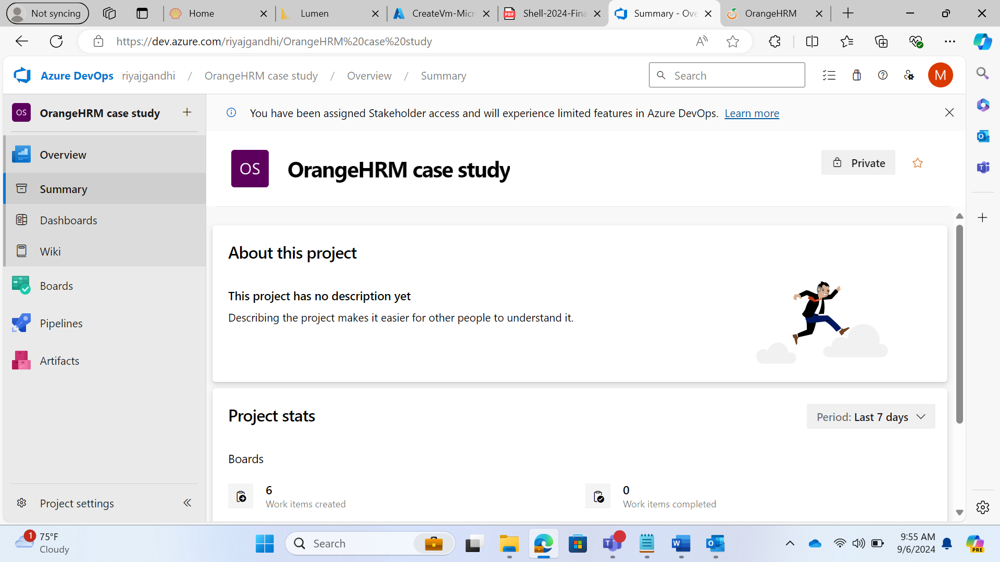 Not syncing
Home
Lumen
CreateVm-Micr
Shell-2024-Fina
Summary - Ove
OrangeHRM
https://dev.azure.com/riyajgandhi/OrangeHRM%20case%20study
Azure DevOps riyajgandhi / OrangeHRM case study / Overview / Summary
Search
M
OS OrangeHRM case study
You have been assigned Stakeholder access and will experience limited features in Azure DevOps. Learn more
Overview
Summary
Dashboards
Wiki
Boards
Pipelines
Artifacts
Project settings
OS OrangeHRM case study
Private
About this project
This project has no description yet
Describing the project makes it easier for other people to understand it.
Project stats
Period: Last 7 days
Boards
6
Work items created
0
Work items completed
1
75°F
Cloudy
Search
PRE
9:55 AM
9/6/2024